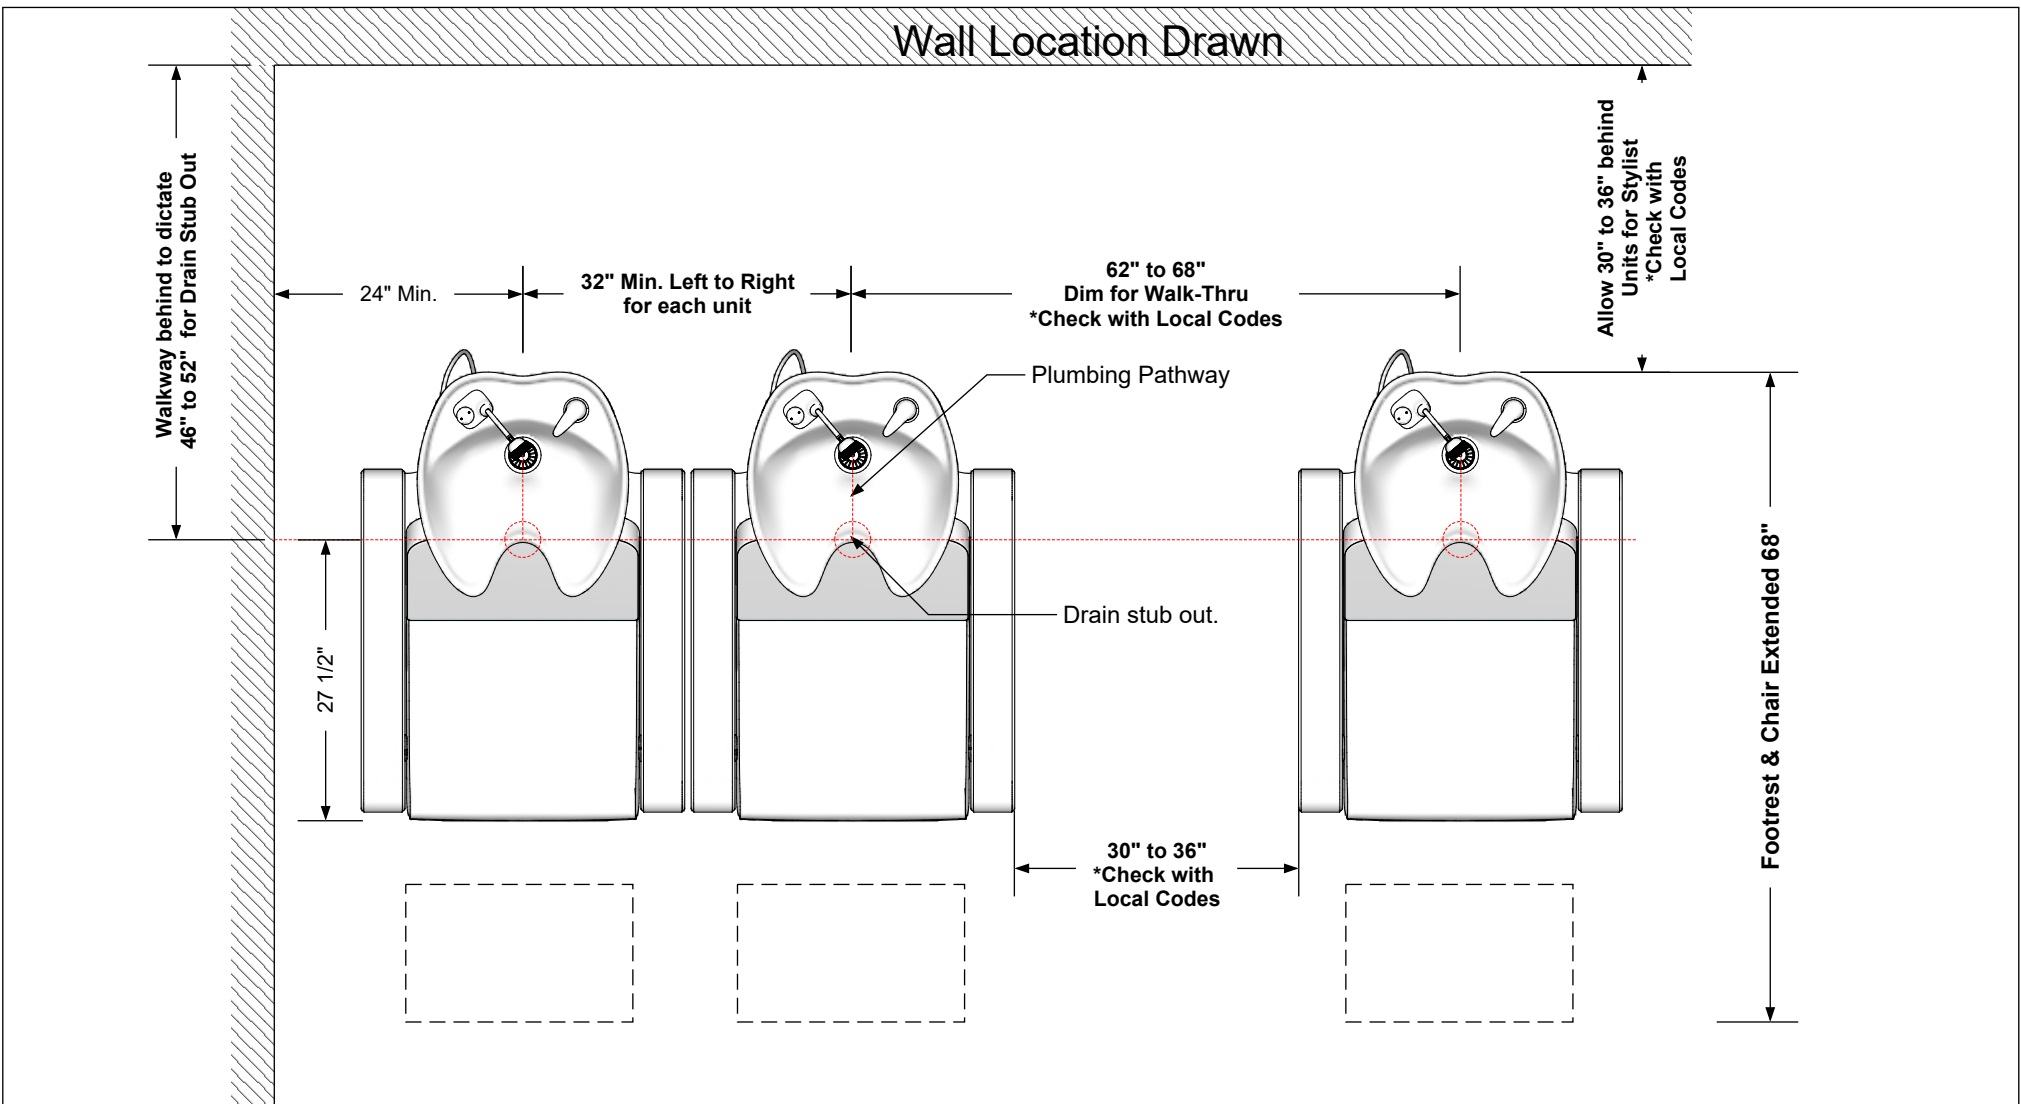 Wall Location Drawn
Walkway behind to dictate
46" to 52" for Drain Stub Out
24" Min.
32" Min. Left to Right
for each unit
62" to 68"
Dim for Walk-Thru
*Check with Local Codes
Allow 30" to 36" behind
Units for Stylist
*Check with
Local Codes
Plumbing Pathway
Drain stub out.
27 1/2"
Footrest & Chair Extended 68"
30" to 36"
*Check with
Local Codes